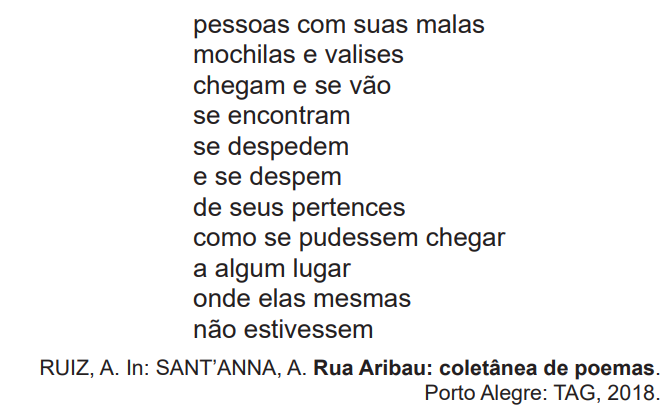 pessoas com suas malas
mochilas e valises
chegam e se vão
se encontram
se despedem
e se despem
de seus pertences
como se pudessem chegar
a algum lugar
onde elas mesmas
não estivessem
RUIZ, A. In: SANT’ANNA, A. Rua Aribau: coletânea de poemas.
Porto Alegre: TAG, 2018.